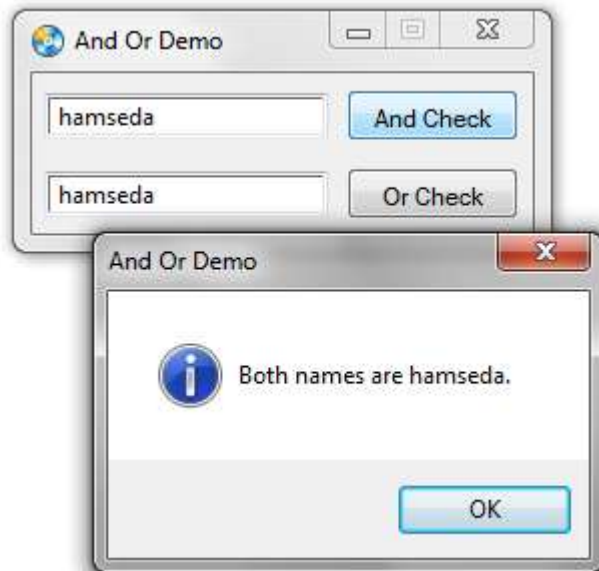 And Or Demo
hamseda
And Check
hamseda
Or Check
And Or Demo
Both names are hamseda.
OK